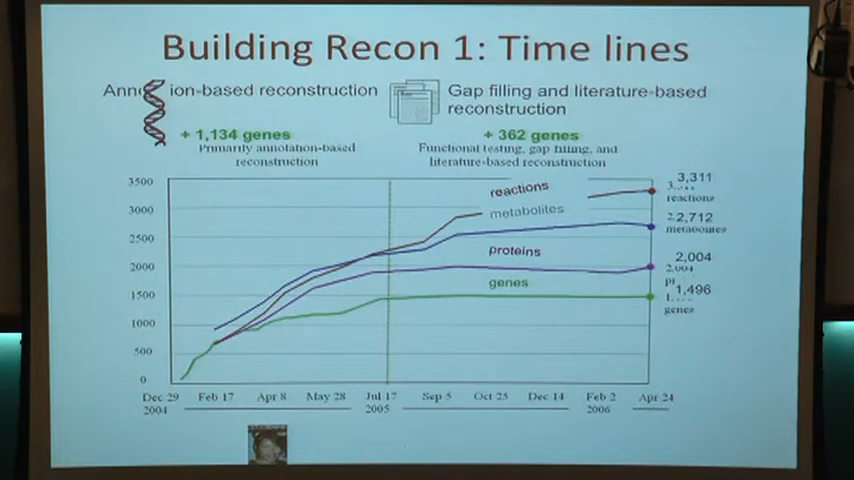 Building Recon 1: Time lines
Anno ion-based reconstruction
Gap filling and literature-based
reconstruction
+ 1,134 genes
+ 362 genes
Primarily annotation-based
reconstruction
Functional testing, gap filling, and
literature-based reconstruction
3500
3000
2500
2000
1500
1000
500
0
reactions
metabolites
proteins
genes
3,311
reactions
2,712
metabolites
2,004
2,004
1,496
genes
Dec 29 Feb 17 Apr 8 May 28 Jul 17 Sep 5 Oct 25 Dec 14 Feb 2 Apr 24
2004 2005 2006